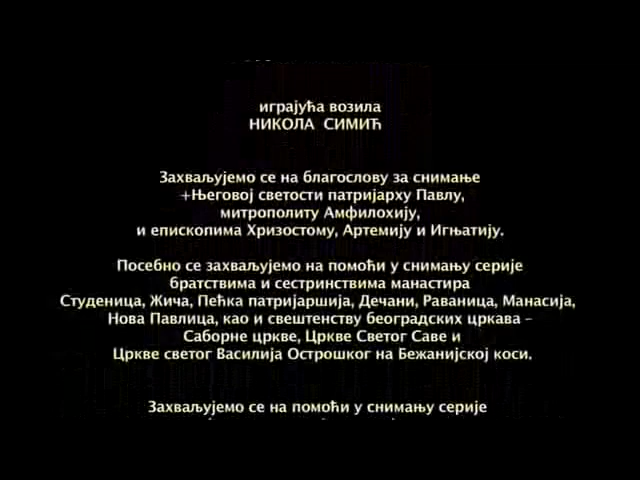 играјућа возила
НИКОЛА СИМИЋ
Захваљујемо се на благослову за снимање
+Његовој светости патријарху Павлу,
митрополиту Амфилохију,
и епископима Хризостому, Артемију и Игњатију.
Посебно се захваљујемо на помоћи у снимању серије
братствима и сестринствима манастира
Студеница, Жича, Пећка патријаршија, Дечани, Раваница, Манасија,
Нова Павлица, као и свештенству београдских цркава –
Саборне цркве, Цркве Светог Саве и
Цркве светог Василија Острошког на Бежанијској коси.
Захваљујемо се на помоћи у снимању серије